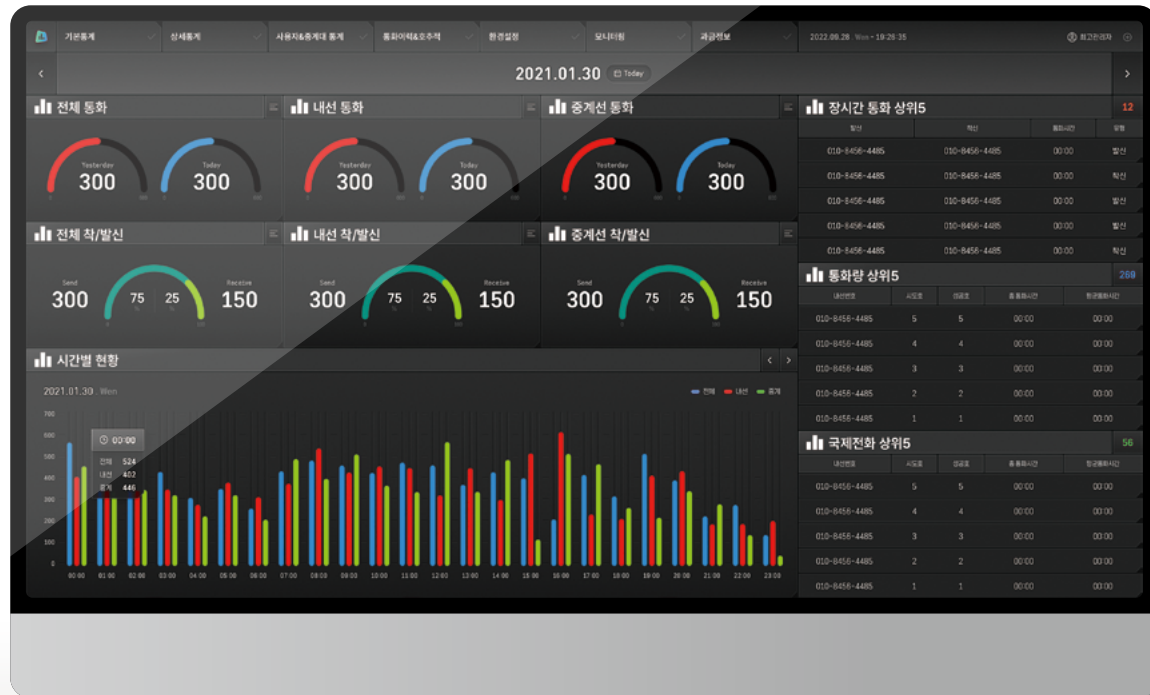 기본통계 상세통계 사용자&중계대 통계 통화이력&호추적 환경설정 모니터링 과금정보 2022.09.28 Wen - 19:26:35 최고관리자
2021.01.30 Today
전체 통화
Yesterday
300
0
Today
300
0
내선 통화
Yesterday
300
0
Today
300
중계선 통화
Yesterday
300
0
Today
300
0
전체 착/발신
Send
300
75 25
% %
0
Receive
150
내선 착/발신
Send
300
75 25
% %
0
Receive
150
중계선 착/발신
Send
300
75 25
% %
0
Receive
150
시간별 현황
2021.01.30 . Wen
전체 내선 중계
700
600
500
400
300
200
100
0
00:00
전체 524
내선 402
중계 446
00:00 01:00 02:00 03:00 04:00 05:00 06:00 07:00 08:00 09:00 10:00 11:00 12:00 13:00 14:00 15:00 16:00 17:00 18:00 19:00 20:00 21:00 22:00 23:00
장시간 통화 상위5 12
발신 착신 통화시간 유형
010-8456-4485 010-8456-4485 00:00 발신
010-8456-4485 010-8456-4485 00:00 착신
010-8456-4485 010-8456-4485 00:00 발신
010-8456-4485 010-8456-4485 00:00 발신
010-8456-4485 010-8456-4485 00:00 착신
통화량 상위5 269
내선번호 시도호 성공호 총 통화시간 평균통화시간
010-8456-4485 5 5 00:00 00:00
010-8456-4485 4 4 00:00 00:00
010-8456-4485 3 3 00:00 00:00
010-8456-4485 2 2 00:00 00:00
010-8456-4485 1 1 00:00 00:00
국제전화 상위5 56
내선번호 시도호 성공호 총 통화시간 평균통화시간
010-8456-4485 5 5 00:00 00:00
010-8456-4485 4 4 00:00 00:00
010-8456-4485 3 3 00:00 00:00
010-8456-4485 2 2 00:00 00:00
010-8456-4485 1 1 00:00 00:00